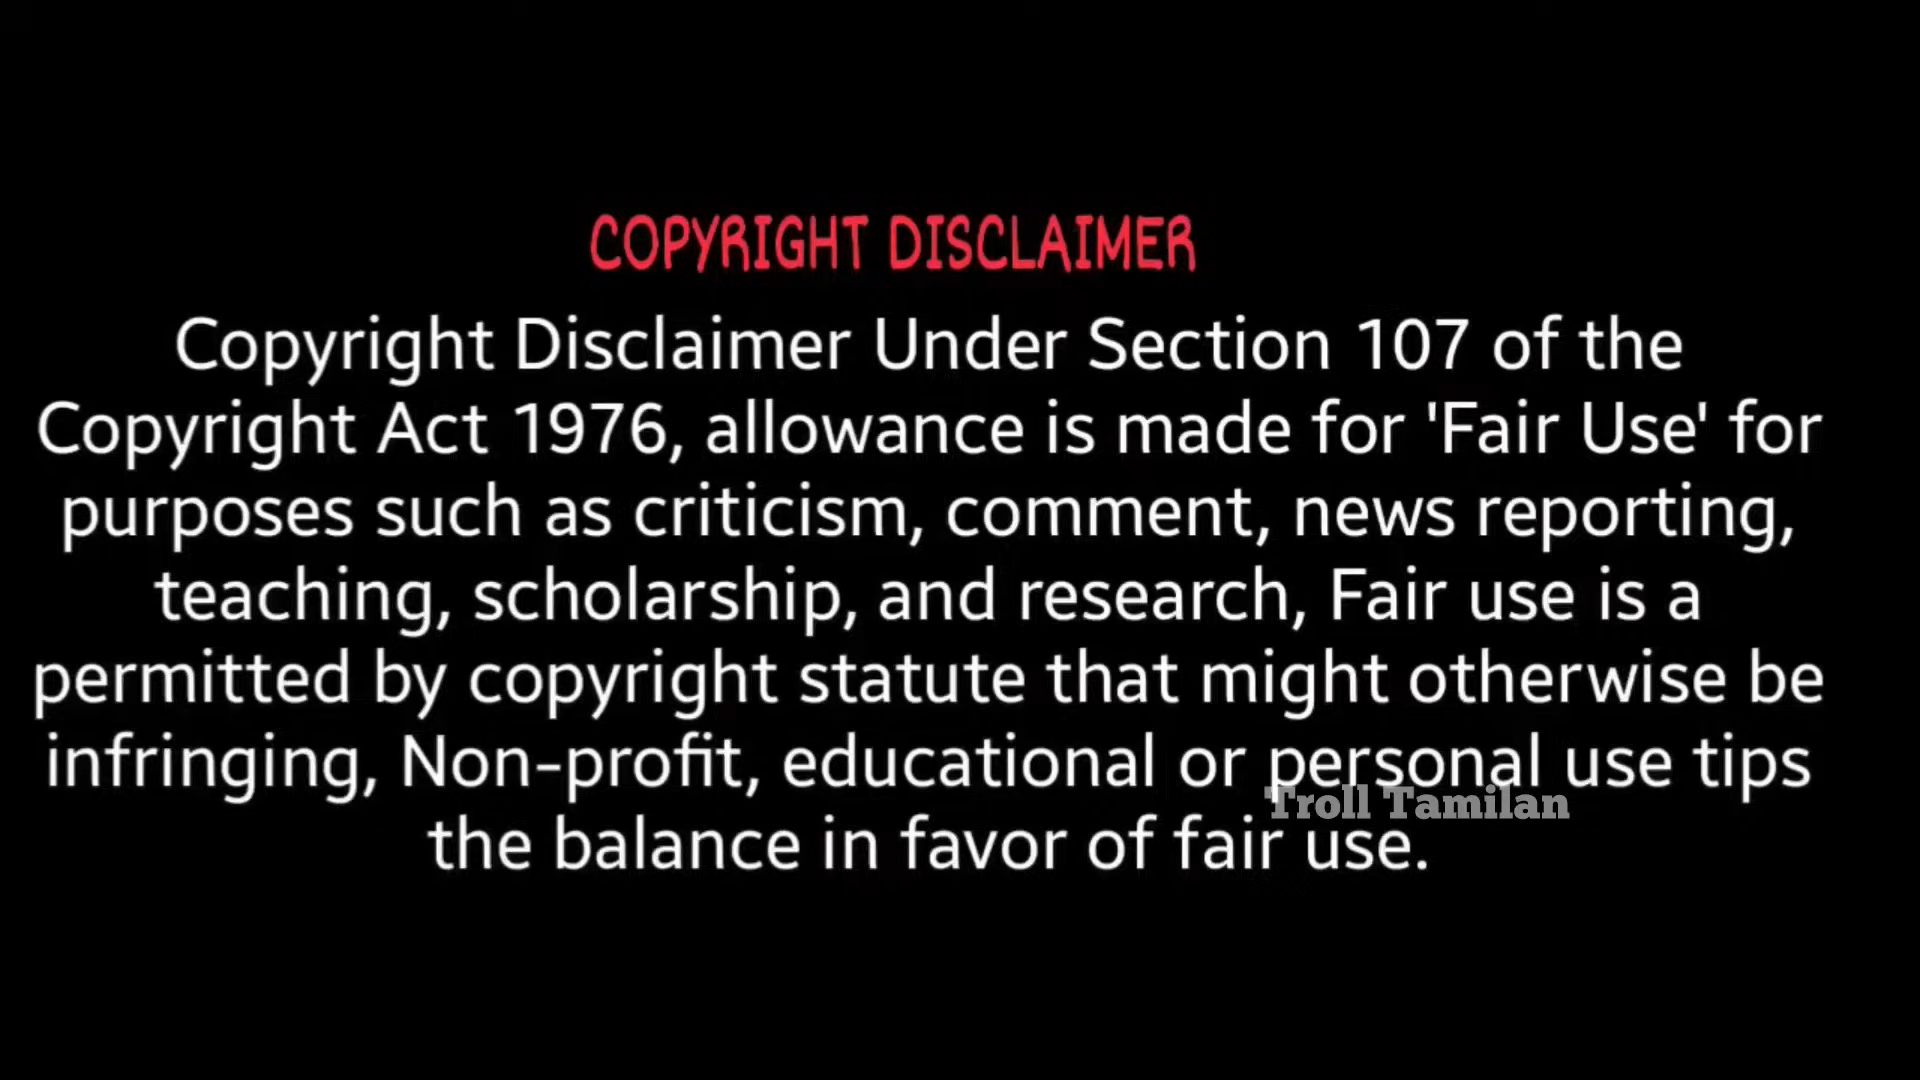 COPYRIGHT DISCLAIMER
Copyright Disclaimer Under Section 107 of the
Copyright Act 1976, allowance is made for 'Fair Use' for
purposes such as criticism, comment, news reporting,
teaching, scholarship, and research, Fair use is a
permitted by copyright statute that might otherwise be
infringing, Non-profit, educational or personal use tips
Troll Tamilan
the balance in favor of fair use.